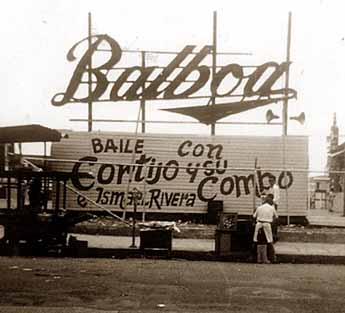 Balboa
BAILE con
Cortijo y su
Combo
e Ismael Rivera